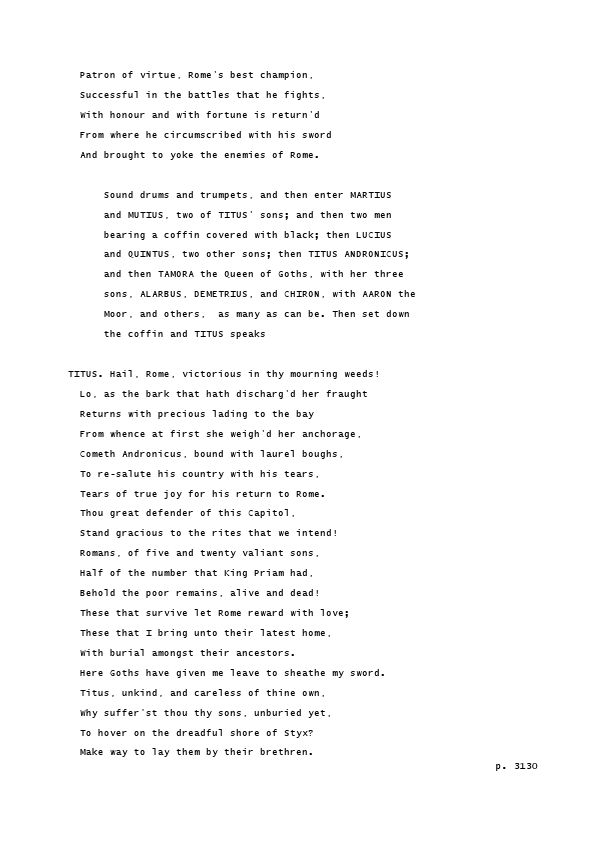 Patron of virtue, Rome's best champion,
Successful in the battles that he fights,
With honour and with fortune is return'd
From where he circumscribed with his sword
And brought to yoke the enemies of Rome.
Sound drums and trumpets, and then enter MARTIUS
and MUTIUS, two of TITUS' sons; and then two men
bearing a coffin covered with black; then LUCIUS
and QUINTUS, two other sons; then TITUS ANDRONICUS;
and then TAMORA the Queen of Goths, with her three
sons, ALARBUS, DEMETRIUS, and CHIRON, with AARON the
Moor, and others,  as many as can be. Then set down
the coffin and TITUS speaks
TITUS. Hail, Rome, victorious in thy mourning weeds!
Lo, as the bark that hath discharg'd her fraught
Returns with precious lading to the bay
From whence at first she weigh'd her anchorage,
Cometh Andronicus, bound with laurel boughs,
To re-salute his country with his tears,
Tears of true joy for his return to Rome.
Thou great defender of this Capitol,
Stand gracious to the rites that we intend!
Romans, of five and twenty valiant sons,
Half of the number that King Priam had,
Behold the poor remains, alive and dead!
These that survive let Rome reward with love;
These that I bring unto their latest home,
With burial amongst their ancestors.
Here Goths have given me leave to sheathe my sword.
Titus, unkind, and careless of thine own,
Why suffer'st thou thy sons, unburied yet,
To hover on the dreadful shore of Styx?
Make way to lay them by their brethren.
p. 3130